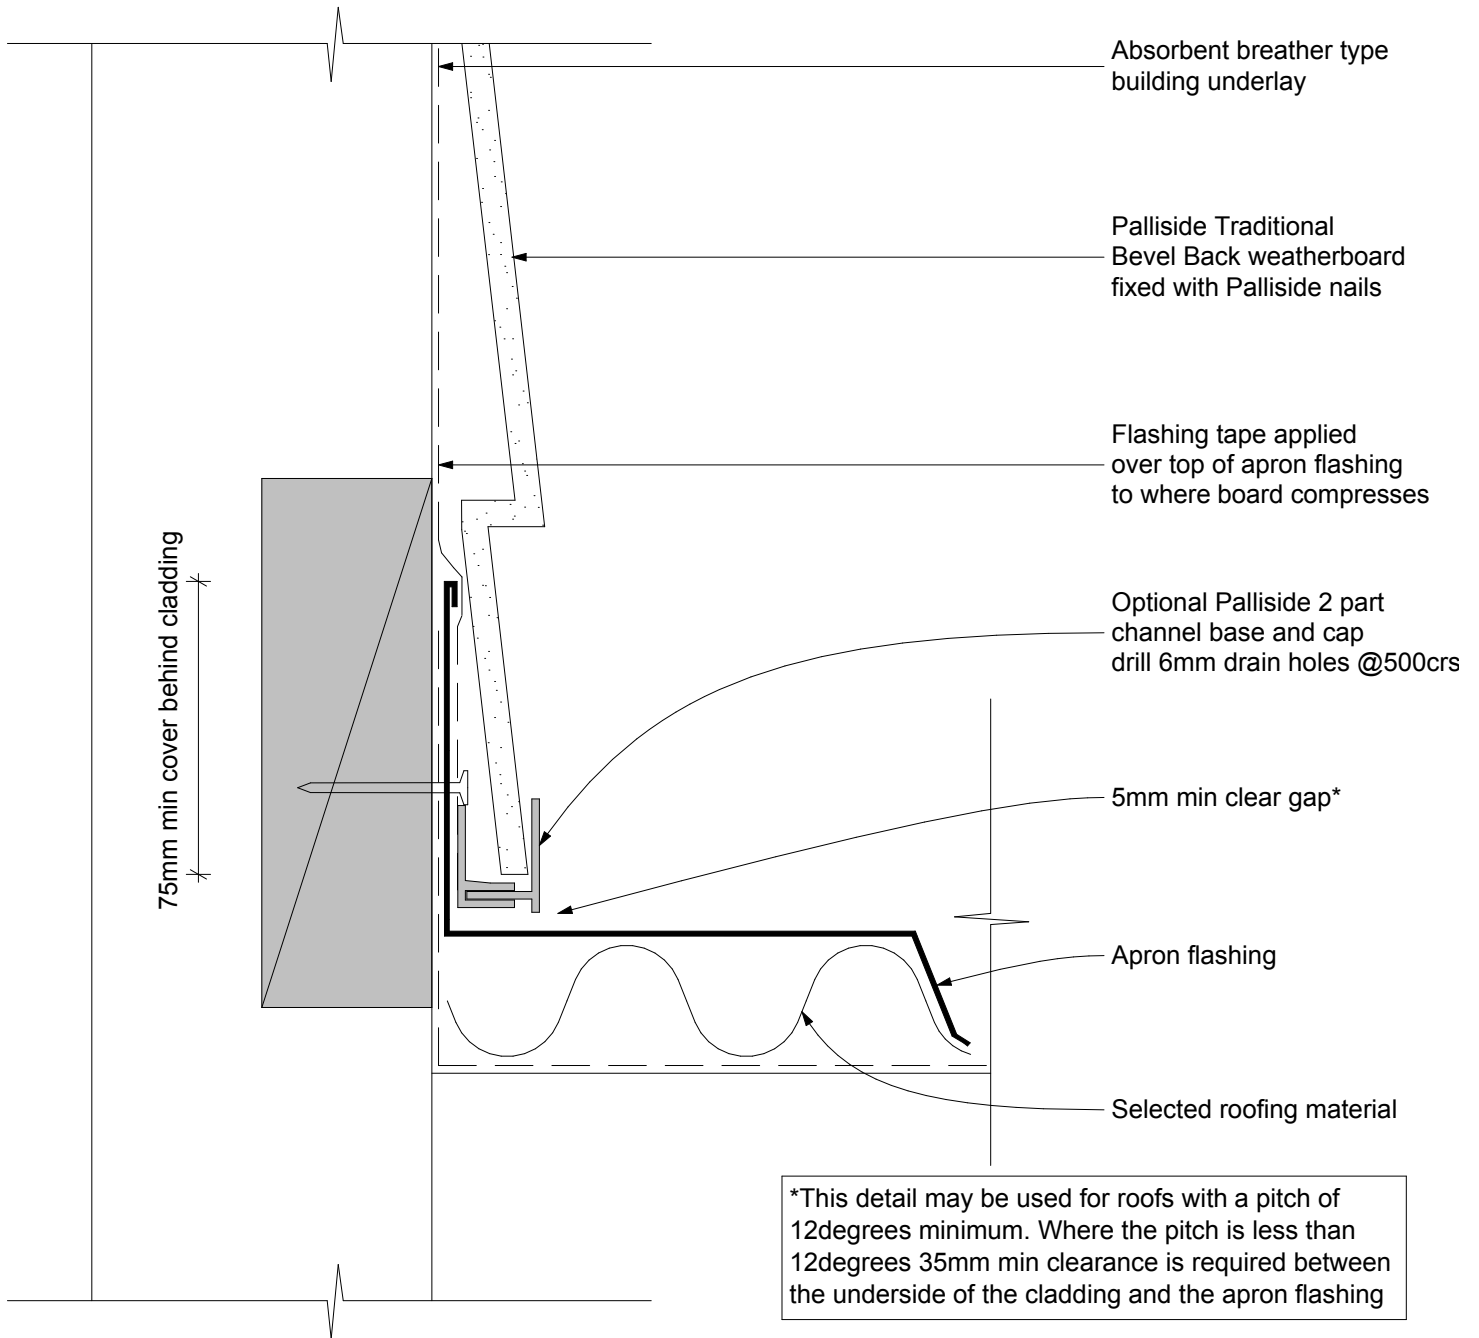 Absorbent breather type
building underlay
Palliside Traditional
Bevel Back weatherboard
fixed with Palliside nails
Flashing tape applied
over top of apron flashing
to where board compresses
75mm min cover behind cladding
Optional Palliside 2 part
channel base and cap
drill 6mm drain holes @500crs
5mm min clear gap*
Apron flashing
Selected roofing material
*This detail may be used for roofs with a pitch of
12degrees minimum. Where the pitch is less than
12degrees 35mm min clearance is required between
the underside of the cladding and the apron flashing